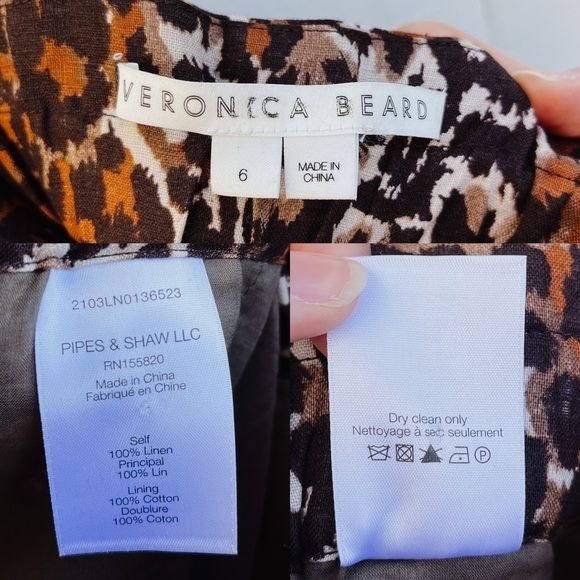 VERONICA BEARD
6
MADE IN
CHINA
2103LN0136523
PIPES & SHAW LLC
RN155820
Made in China
Fabriqué en Chine
Self
100% Linen
Principal
100% Lin
Lining
100% Cotton
Doublure
100% Coton
Dry clean only
Nettoyage à sec seulement